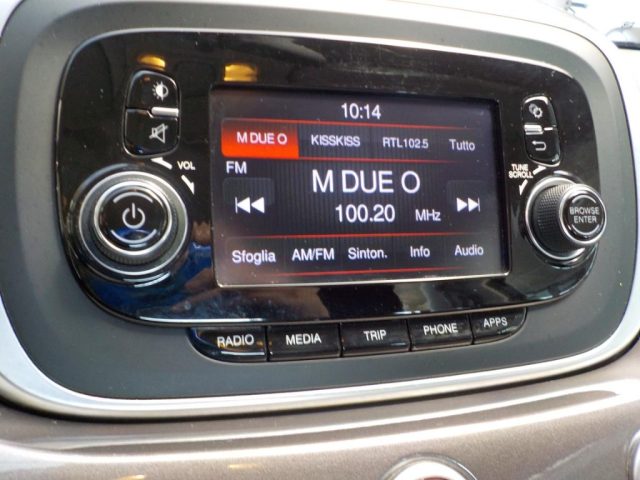 10:14
M DUE O KISSKISS RTL102.5 Tutto
FM
M DUE O
100.20 MHz
Sfoglia AM/FM Sinton. Info Audio
VOL
TUNE
SCROLL
BROWSE
ENTER
RADIO MEDIA TRIP PHONE APPS